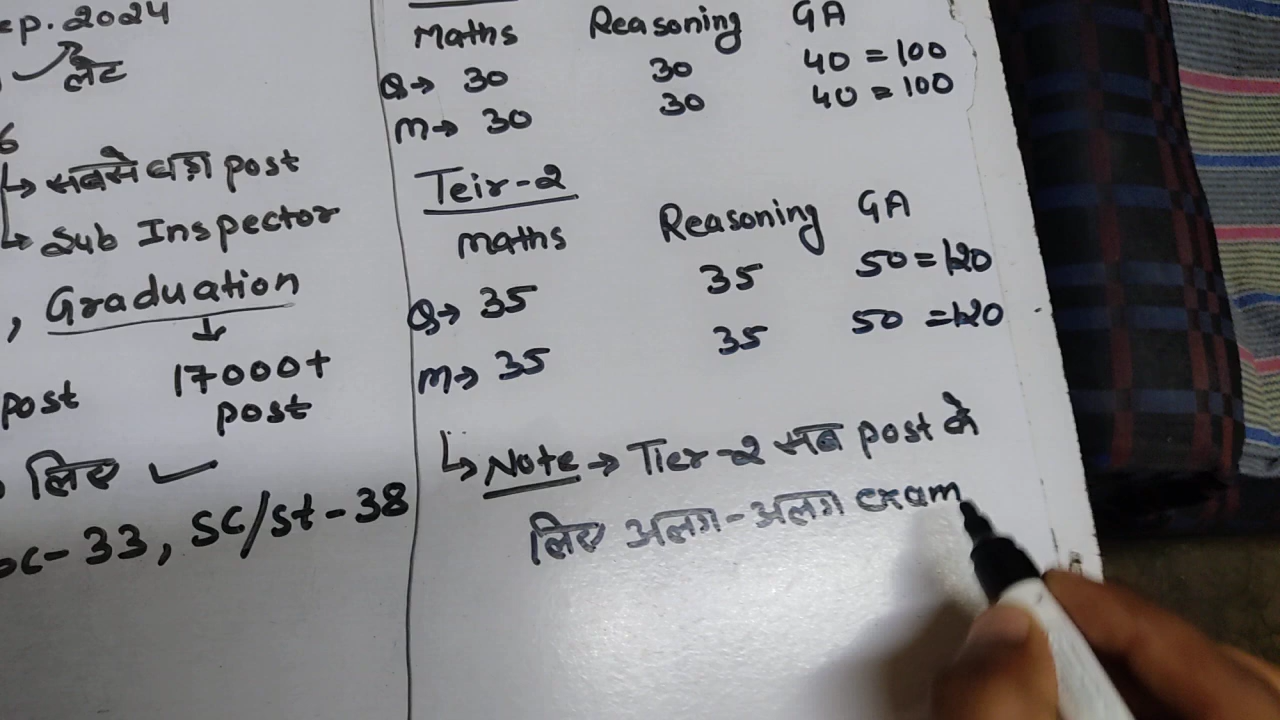 ep. 2024
लेट
6
↳ सबसे बड़ा post
↳ Sub Inspector
, Graduation
↓
17000+
post
post
लिए ✓
oc-33, SC/St-38
Maths Reasoning GA
Q→ 30 30 40 = 100
M→ 30 30 40 = 100
Teir-2
maths Reasoning GA
Q→ 35 35 50 = 120
M→ 35 35 50 = 120
↳ Note → Tier-2 सब post के
लिए अलग-अलग exam